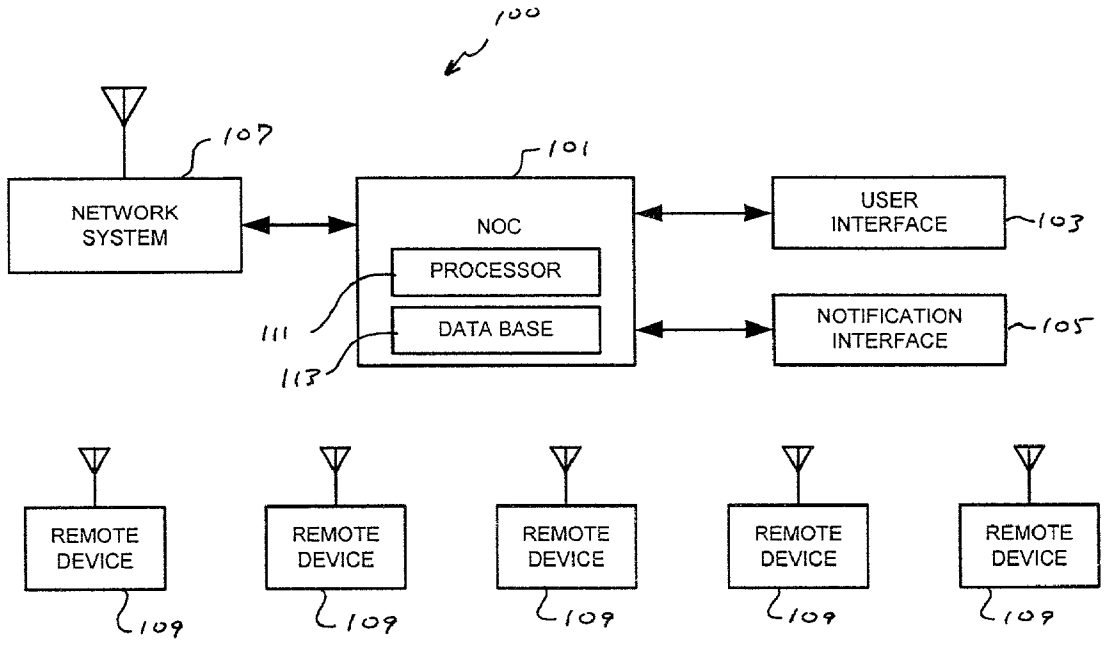 100
107
101
NETWORK
SYSTEM
NOC
USER
INTERFACE
103
PROCESSOR
111
DATA BASE
113
NOTIFICATION
INTERFACE
105
REMOTE
DEVICE
109
REMOTE
DEVICE
109
REMOTE
DEVICE
109
REMOTE
DEVICE
109
REMOTE
DEVICE
109